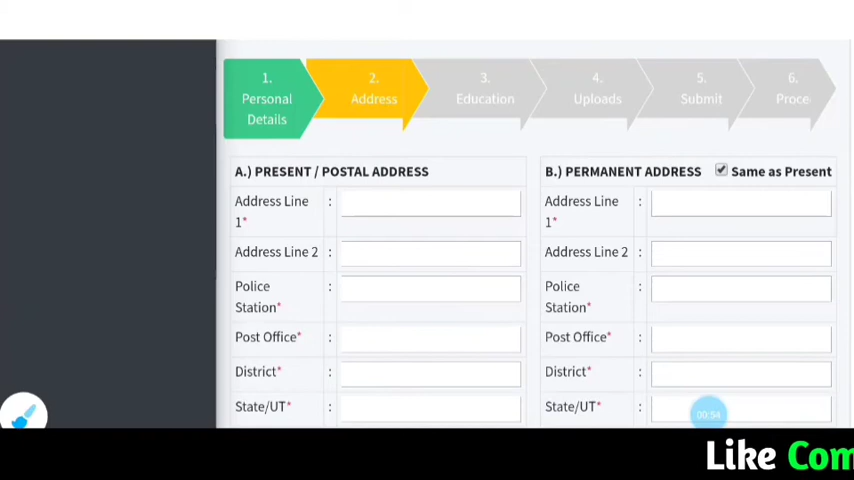 1. Personal Details
2. Address
3. Education
4. Uploads
5. Submit
6. Proce
A.) PRESENT / POSTAL ADDRESS
Address Line 1* :
Address Line 2 :
Police Station* :
Post Office* :
District* :
State/UT* :
B.) PERMANENT ADDRESS Same as Present
Address Line 1* :
Address Line 2 :
Police Station* :
Post Office* :
District* :
State/UT* :
00:54
Like Com